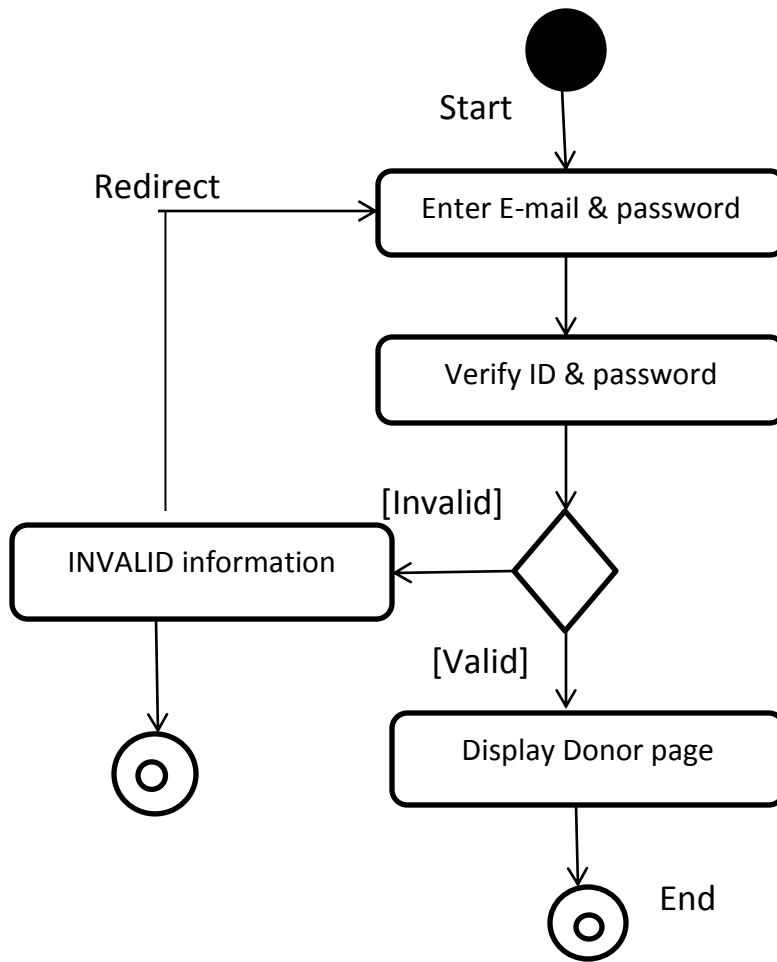 Start
Redirect
Enter E-mail & password
Verify ID & password
[Invalid]
INVALID information
[Valid]
Display Donor page
End